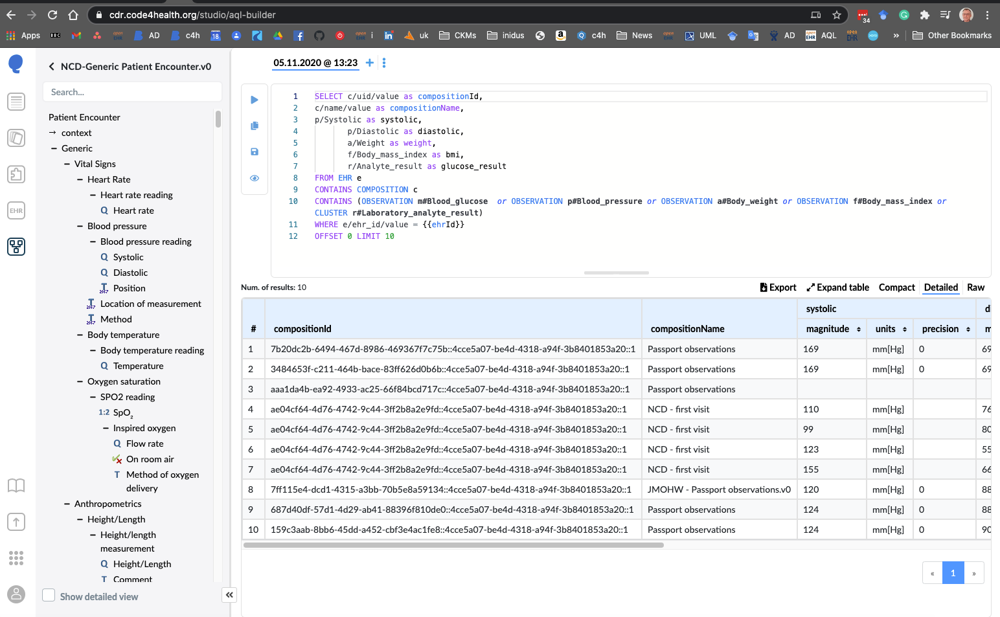 cdr.code4health.org/studio/aql-builder
34
Apps
BBC
AD
c4h
18
i
uk
CKMs
inidus
c4h
News
UML
AD
AQL
»
Other Bookmarks
NCD-Generic Patient Encounter.v0
Search...
Patient Encounter
→ context
− Generic
− Vital Signs
− Heart Rate
− Heart rate reading
Q Heart rate
− Blood pressure
− Blood pressure reading
Q Systolic
Q Diastolic
T Position
T Location of measurement
T Method
− Body temperature
− Body temperature reading
Q Temperature
− Oxygen saturation
− SPO2 reading
1:2 SpO2
− Inspired oxygen
Q Flow rate
On room air
T Method of oxygen
delivery
− Anthropometrics
− Height/Length
− Height/length
measurement
Q Height/Length
T Comment
Show detailed view
EHR
05.11.2020 @ 13:23
1 SELECT c/uid/value as compositionId,
2 c/name/value as compositionName,
3 p/Systolic as systolic,
4 p/Diastolic as diastolic,
5 a/Weight as weight,
6 f/Body_mass_index as bmi,
7 r/Analyte_result as glucose_result
8 FROM EHR e
9 CONTAINS COMPOSITION c
10 CONTAINS (OBSERVATION m#Blood_glucose or OBSERVATION p#Blood_pressure or OBSERVATION a#Body_weight or OBSERVATION f#Body_mass_index or
CLUSTER r#Laboratory_analyte_result)
11 WHERE e/ehr_id/value = {{ehrId}}
12 OFFSET 0 LIMIT 10
Num. of results: 10
Export Expand table Compact Detailed Raw
systolic
# compositionId compositionName magnitude units precision
1 7b20dc2b-6494-467d-8986-469367f7c75b::4cce5a07-be4d-4318-a94f-3b8401853a20::1 Passport observations 169 mm[Hg] 0 69
2 3484653f-c211-464b-bace-83ff626d0b6b::4cce5a07-be4d-4318-a94f-3b8401853a20::1 Passport observations 169 mm[Hg] 0 69
3 aaa1da4b-ea92-4933-ac25-66f84bcd717c::4cce5a07-be4d-4318-a94f-3b8401853a20::1 Passport observations
4 ae04cf64-4d76-4742-9c44-3ff2b8a2e9fd::4cce5a07-be4d-4318-a94f-3b8401853a20::1 NCD - first visit 110 mm[Hg] 76
5 ae04cf64-4d76-4742-9c44-3ff2b8a2e9fd::4cce5a07-be4d-4318-a94f-3b8401853a20::1 NCD - first visit 99 mm[Hg] 80
6 ae04cf64-4d76-4742-9c44-3ff2b8a2e9fd::4cce5a07-be4d-4318-a94f-3b8401853a20::1 NCD - first visit 123 mm[Hg] 55
7 ae04cf64-4d76-4742-9c44-3ff2b8a2e9fd::4cce5a07-be4d-4318-a94f-3b8401853a20::1 NCD - first visit 155 mm[Hg] 66
8 7ff115e4-dcd1-4315-a3bb-70b5e8a59134::4cce5a07-be4d-4318-a94f-3b8401853a20::1 JMOHW - Passport observations.v0 120 mm[Hg] 0 88
9 687d40df-57d1-4d29-ab41-88396f810de0::4cce5a07-be4d-4318-a94f-3b8401853a20::1 Passport observations 124 mm[Hg] 0 88
10 159c3aab-8bb6-45dd-a452-cbf3e4ac1fe8::4cce5a07-be4d-4318-a94f-3b8401853a20::1 Passport observations 124 mm[Hg] 0 90
« 1 »